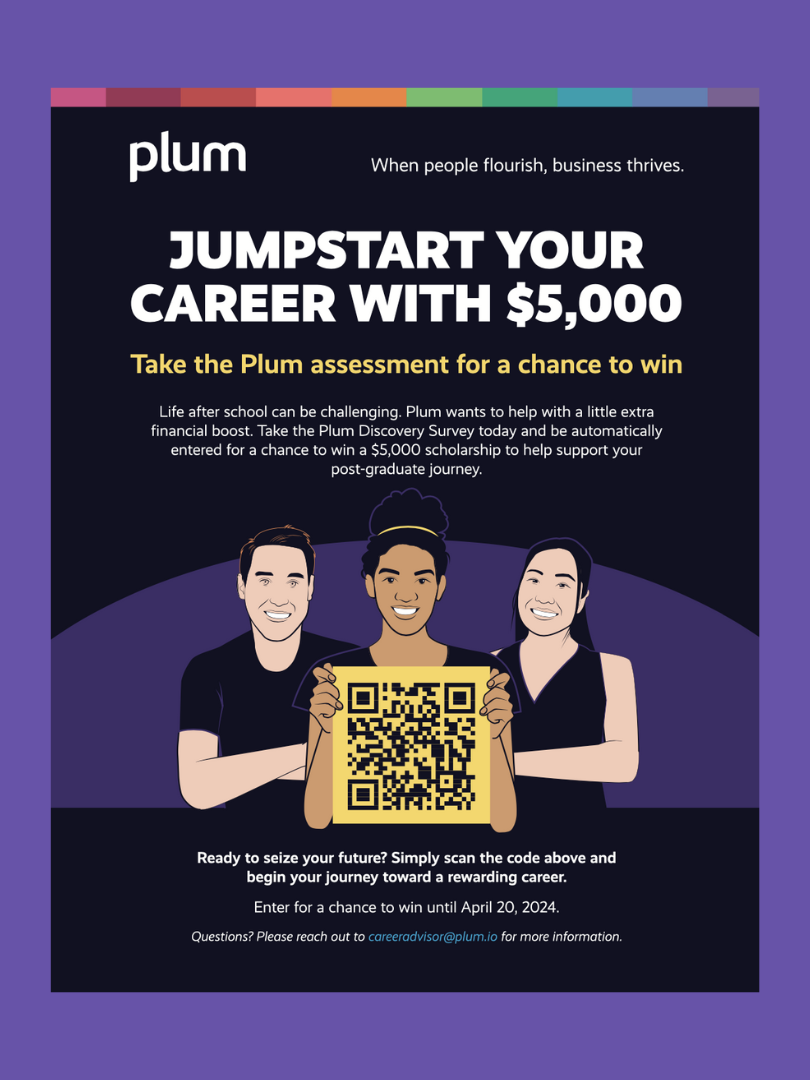 plum
When people flourish, business thrives.
JUMPSTART YOUR
CAREER WITH $5,000
Take the Plum assessment for a chance to win
Life after school can be challenging. Plum wants to help with a little extra
financial boost. Take the Plum Discovery Survey today and be automatically
entered for a chance to win a $5,000 scholarship to help support your
post-graduate journey.
Ready to seize your future? Simply scan the code above and
begin your journey toward a rewarding career.
Enter for a chance to win until April 20, 2024.
Questions? Please reach out to careeradvisor@plum.io for more information.